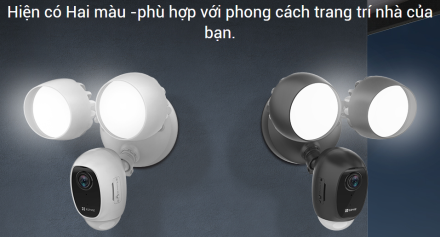 Hiện có Hai màu -phù hợp với phong cách trang trí nhà của
bạn.